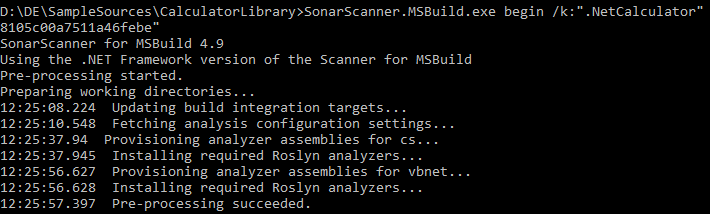 D:\DE\SampleSources\CalculatorLibrary>SonarScanner.MSBuild.exe begin /k:".NetCalculator"
8105c00a7511a46febe"
SonarScanner for MSBuild 4.9
Using the .NET Framework version of the Scanner for MSBuild
Pre-processing started.
Preparing working directories...
12:25:08.224  Updating build integration targets...
12:25:10.548  Fetching analysis configuration settings...
12:25:37.94  Provisioning analyzer assemblies for cs...
12:25:37.945  Installing required Roslyn analyzers...
12:25:56.627  Provisioning analyzer assemblies for vbnet...
12:25:56.628  Installing required Roslyn analyzers...
12:25:57.397  Pre-processing succeeded.